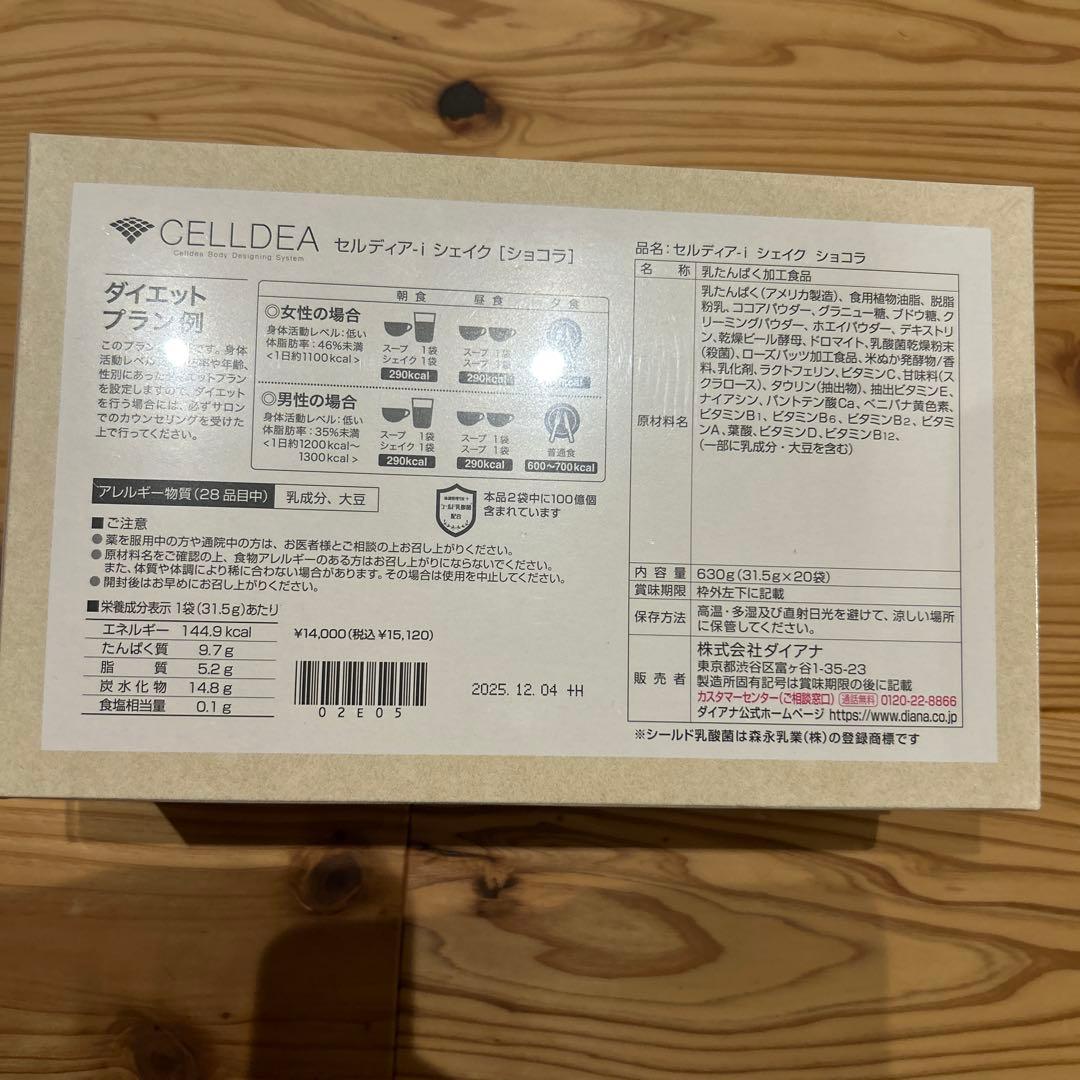 CELLDEA
Celldea Body Designing System
セルディア-i シェイク [ショコラ]
ダイエット
プラン例
このプラン です。身体
活動レベル や年齢、
性別にあった エットプラン
を設定しますので、ダイエット
を行う場合には、必ずサロン
でのカウンセリングを受けた
上で行ってください。
朝食 昼食 夕食
◎女性の場合
身体活動レベル:低い
体脂肪率:46%未満
<1日約1100kcal>
スープ 1袋
シェイク 1袋
290kcal
スープ 1袋
スープ 1袋
290kcal
◎男性の場合
身体活動レベル:低い
体脂肪率:35%未満
<1日約1200kcal~
1300kcal>
スープ 1袋
シェイク 1袋
290kcal
スープ 1袋
スープ 1袋
290kcal
普通食
600~700kcal
アレルギー物質(28品目中) 乳成分、大豆
シールド乳酸菌
配合
本品2袋中に100億個
含まれています
■ご注意
●薬を服用中の方や通院中の方は、お医者様とご相談の上お召し上がりください。
●原材料名をご確認の上、食物アレルギーのある方はお召し上がりにならないでください。
また、体質や体調により稀に合わない場合があります。その場合は使用を中止してください。
●開封後はお早めにお召し上がりください。
■栄養成分表示 1袋(31.5g)あたり
エネルギー 144.9kcal
たんぱく質 9.7g
脂質 5.2g
炭水化物 14.8g
食塩相当量 0.1g
¥14,000(税込¥15,120)
02E05
2025.12.04 +H
品名:セルディア-i シェイク ショコラ
名称 乳たんぱく加工食品
原材料名
乳たんぱく(アメリカ製造)、食用植物油脂、脱脂
粉乳、ココアパウダー、グラニュー糖、ブドウ糖、ク
リーミングパウダー、ホエイパウダー、デキストリ
ン、乾燥ビール酵母、ドロマイト、乳酸菌乾燥粉末
(殺菌)、ローズバッツ加工食品、米ぬか発酵物/香
料、乳化剤、ラクトフェリン、ビタミンC、甘味料(ス
クラロース)、タウリン(抽出物)、抽出ビタミンE、
ナイアシン、パントテン酸Ca、ベニバナ黄色素、
ビタミンB1、ビタミンB6、ビタミンB2、ビタミ
ンA、葉酸、ビタミンD、ビタミンB12、
(一部に乳成分・大豆を含む)
内容量 630g(31.5g×20袋)
賞味期限 枠外左下に記載
保存方法 高温・多湿及び直射日光を避けて、涼しい場所
に保管してください。
販売者
株式会社ダイアナ
東京都渋谷区富ヶ谷1-35-23
製造所固有記号は賞味期限の後に記載
カスタマーセンター(ご相談窓口) 通話無料 0120-22-8866
ダイアナ公式ホームページ https://www.diana.co.jp
※シールド乳酸菌は森永乳業(株)の登録商標です